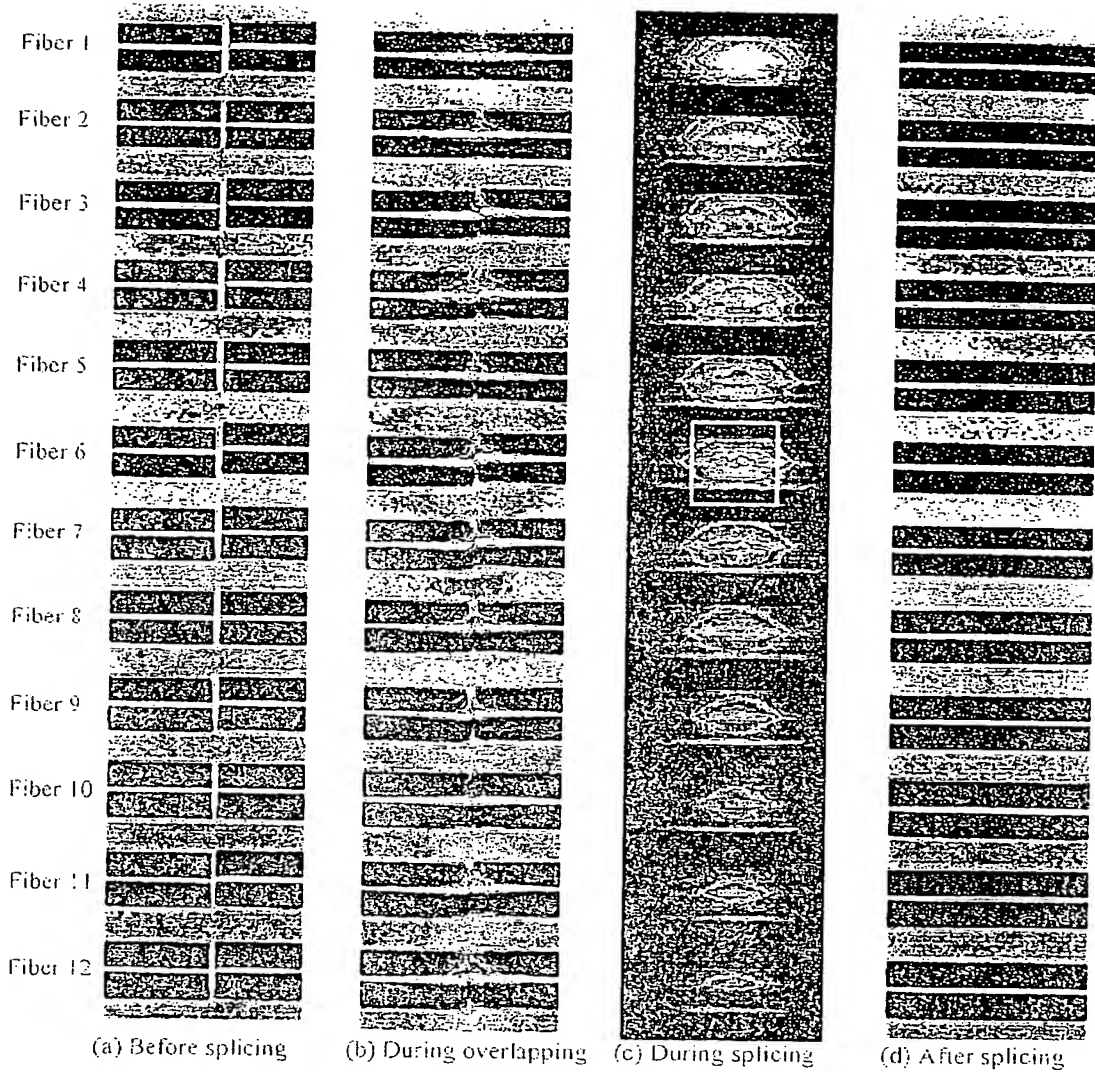 Fiber 1
Fiber 2
Fiber 3
Fiber 4
Fiber 5
Fiber 6
Fiber 7
Fiber 8
Fiber 9
Fiber 10
Fiber 11
Fiber 12
(a) Before splicing
(b) During overlapping
(c) During splicing
(d) After splicing